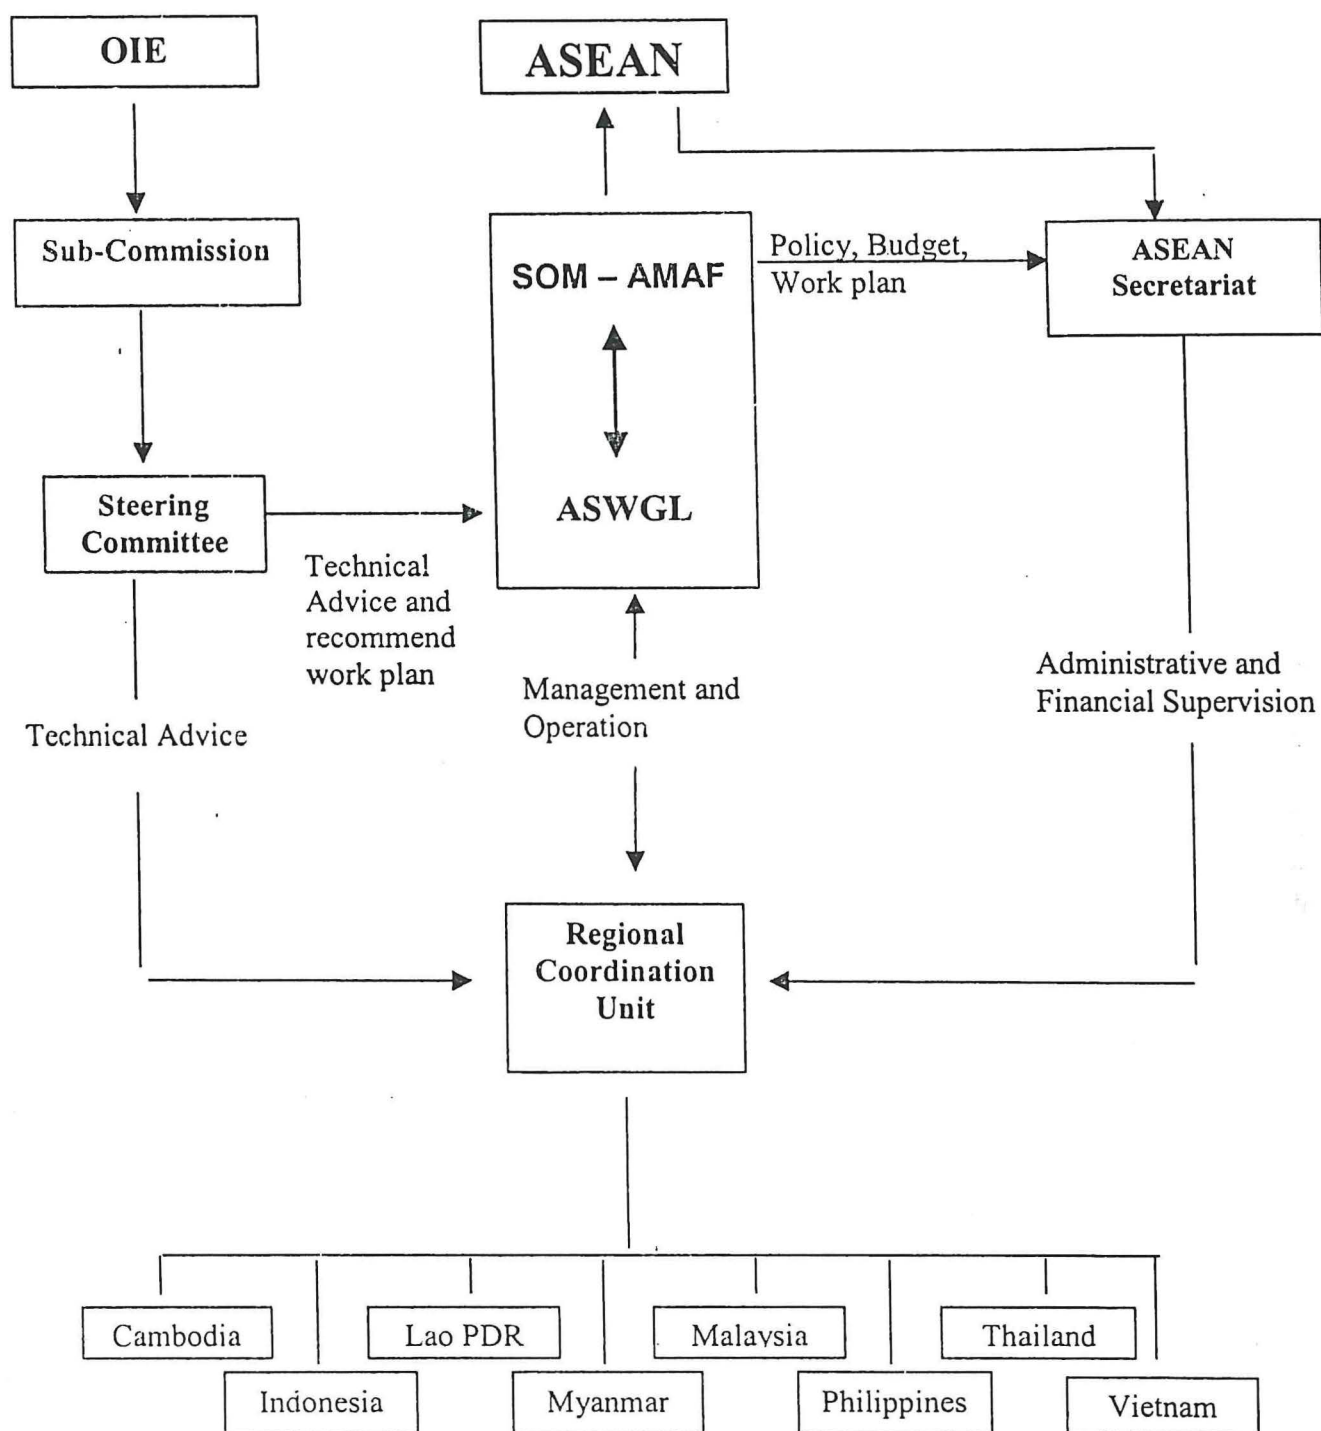 OIE
ASEAN
Sub-Commission
SOM – AMAF
Policy, Budget,
Work plan
ASEAN
Secretariat
Steering
Committee
ASWGL
Technical
Advice and
recommend
work plan
Technical Advice
Management and
Operation
Administrative and
Financial Supervision
Regional
Coordination
Unit
Cambodia
Lao PDR
Malaysia
Thailand
Indonesia
Myanmar
Philippines
Vietnam